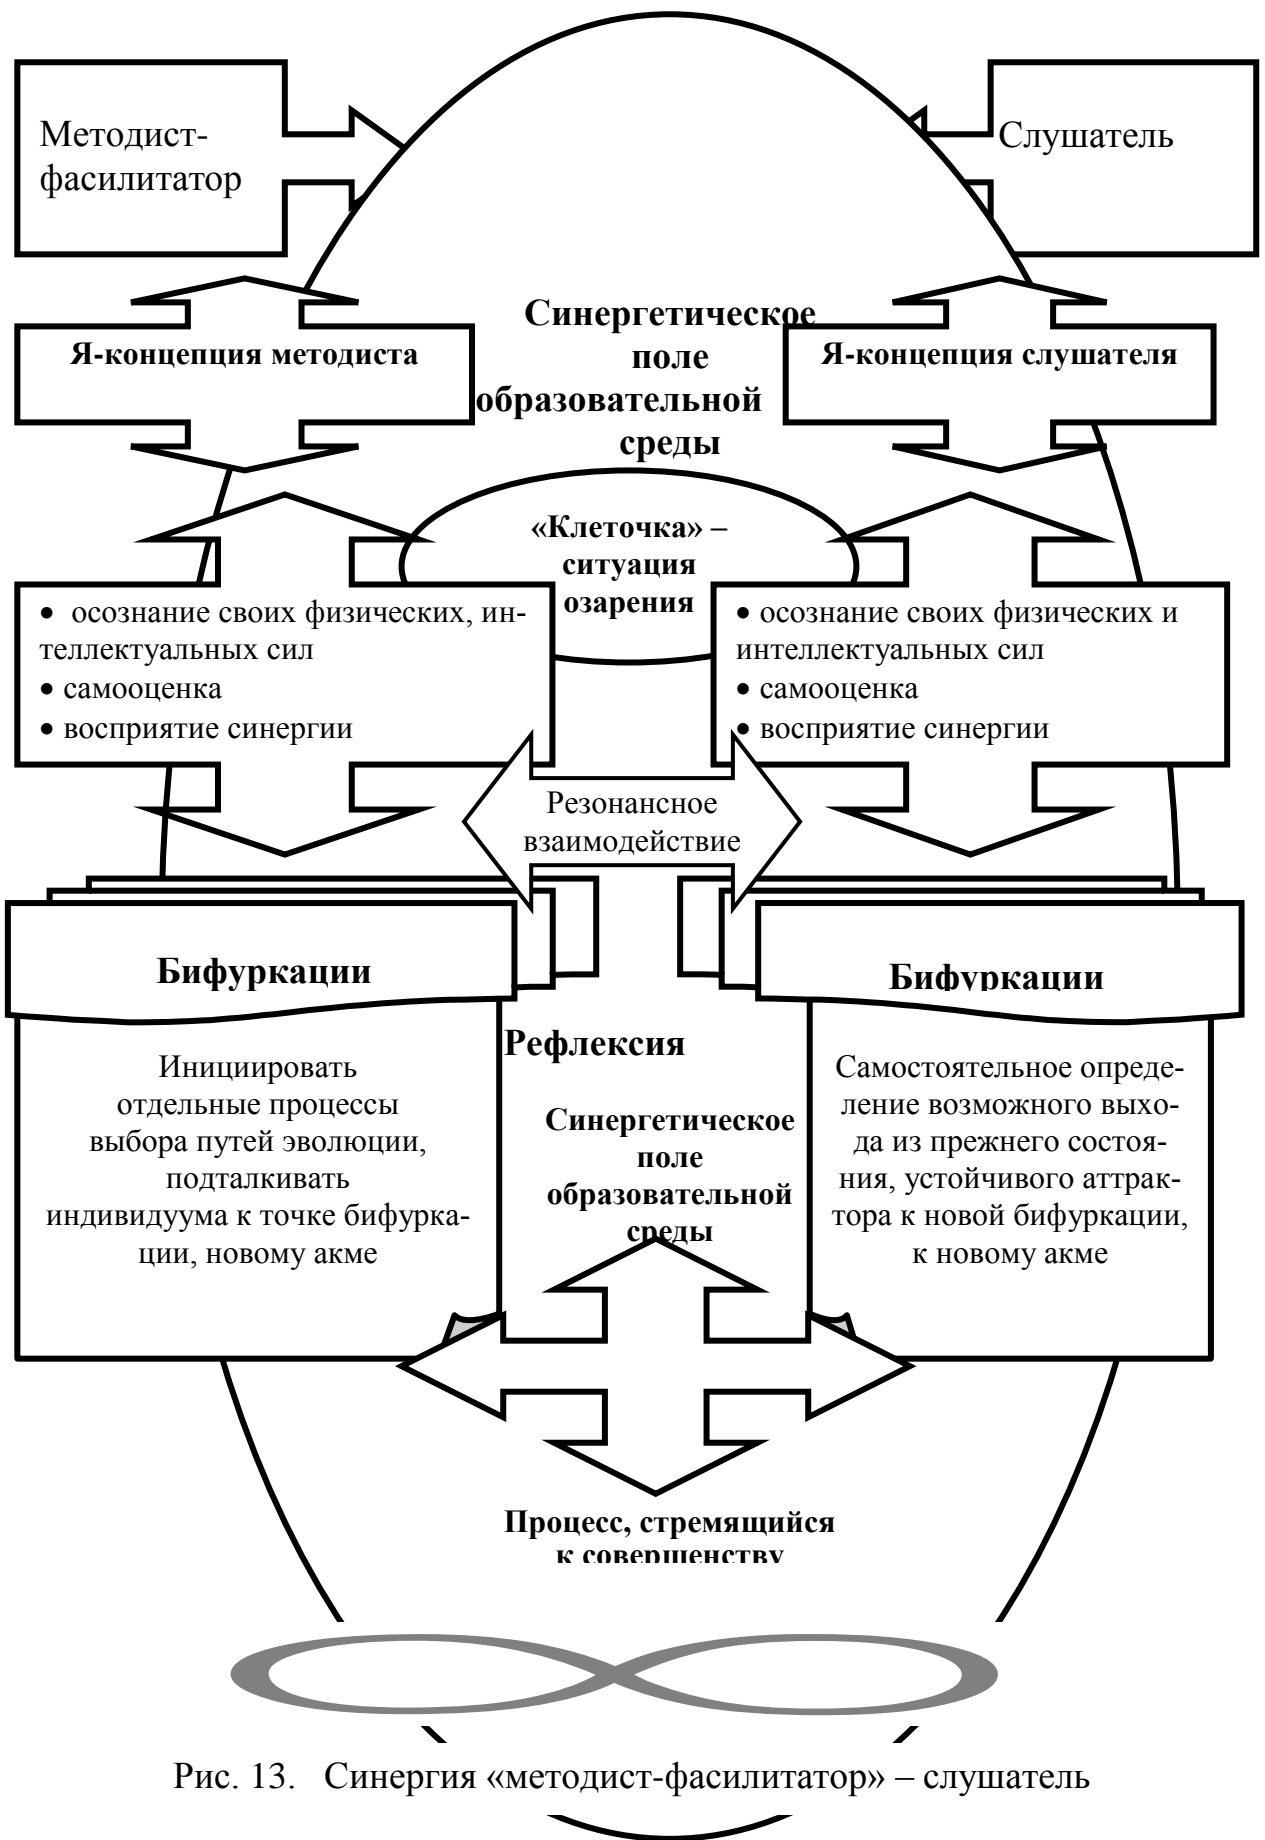 Методист-
фасилитатор
Слушатель
Синергетическое
поле
образовательной
среды
Я-концепция методиста
Я-концепция слушателя
«Клеточка» –
ситуация
озарения
• осознание своих физических, ин-
теллектуальных сил
• самооценка
• восприятие синергии
• осознание своих физических и
интеллектуальных сил
• самооценка
• восприятие синергии
Резонансное
взаимодействие
Бифуркации
Бифуркации
Инициировать
отдельные процессы
выбора путей эволюции,
подталкивать
индивидуума к точке бифурка-
ции, новому акме
Рефлексия
Синергетическое
поле
образовательной
среды
Самостоятельное опреде-
ление возможного выхо-
да из прежнего состоя-
ния, устойчивого аттрак-
тора к новой бифуркации,
к новому акме
Процесс, стремящийся
к совершенству
Рис. 13. Синергия «методист-фасилитатор» – слушатель